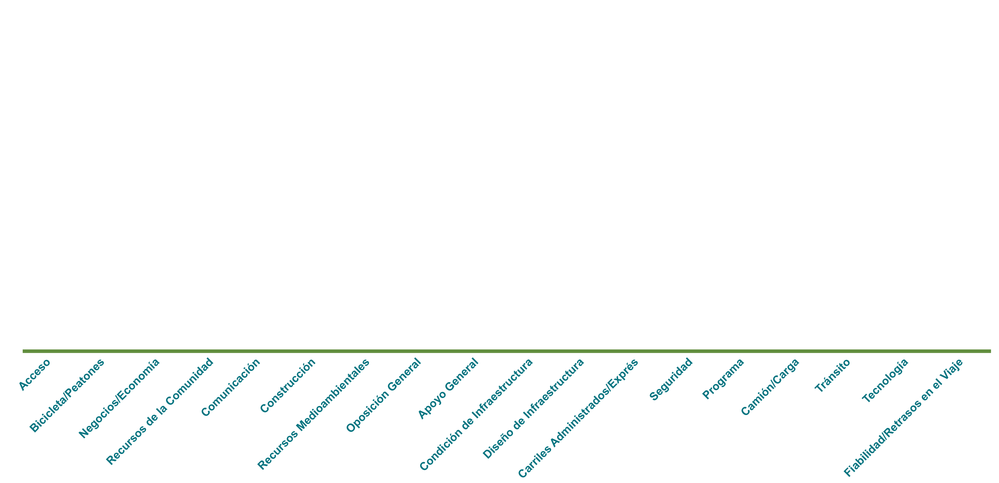 Acceso
Bicicleta/Peatones
Negocios/Economía
Recursos de la Comunidad
Comunicación
Construcción
Recursos Medioambientales
Oposición General
Apoyo General
Condición de Infraestructura
Diseño de Infraestructura
Carriles Administrados/Exprés
Seguridad
Programa
Camión/Carga
Tránsito
Tecnología
Fiabilidad/Retrasos en el Viaje